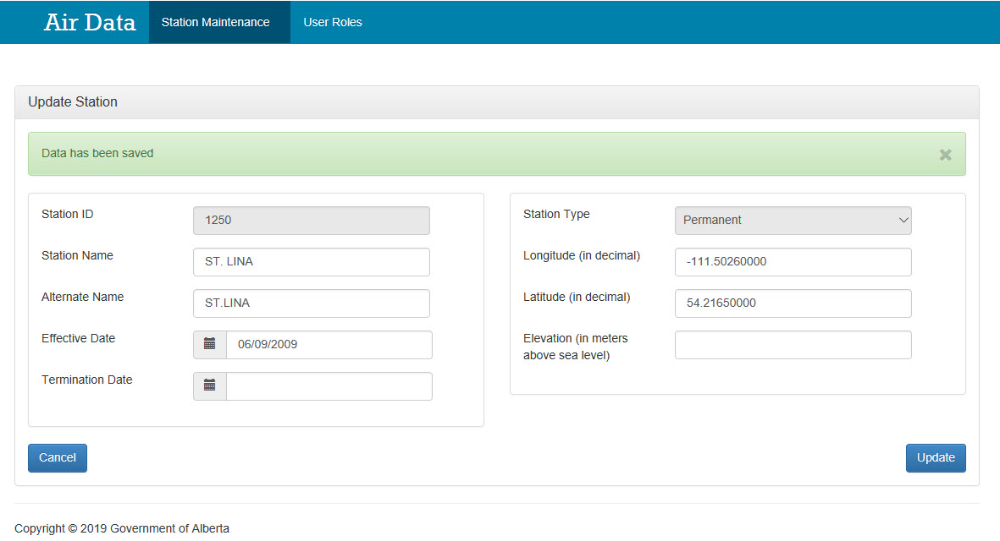 Air Data
Station Maintenance
User Roles
Update Station
Data has been saved
Station ID
1250
Station Name
ST. LINA
Alternate Name
ST.LINA
Effective Date
06/09/2009
Termination Date
Station Type
Permanent
Longitude (in decimal)
-111.50260000
Latitude (in decimal)
54.21650000
Elevation (in meters
above sea level)
Cancel
Update
Copyright © 2019 Government of Alberta